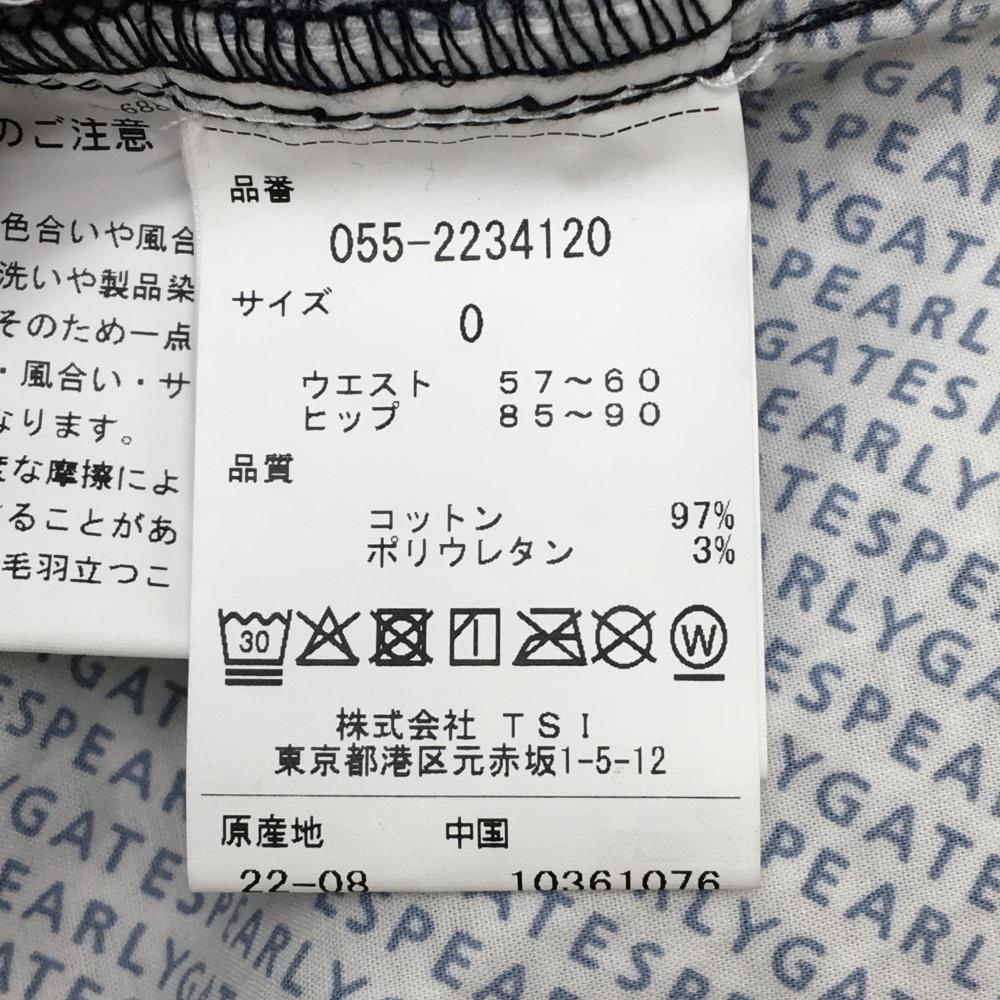 のご注意
色合いや風合
洗いや製品染
そのため一点
・風合い・サ
なります。
な摩擦によ
ることがあ
毛羽立つこ
品番
055-2234120
サイズ
0
ウエスト 57～60
ヒップ 85～90
品質
コットン 97%
ポリウレタン 3%
30
W
株式会社 TSI
東京都港区元赤坂1-5-12
原産地 中国
22-08 10361076
PEARLYGATES